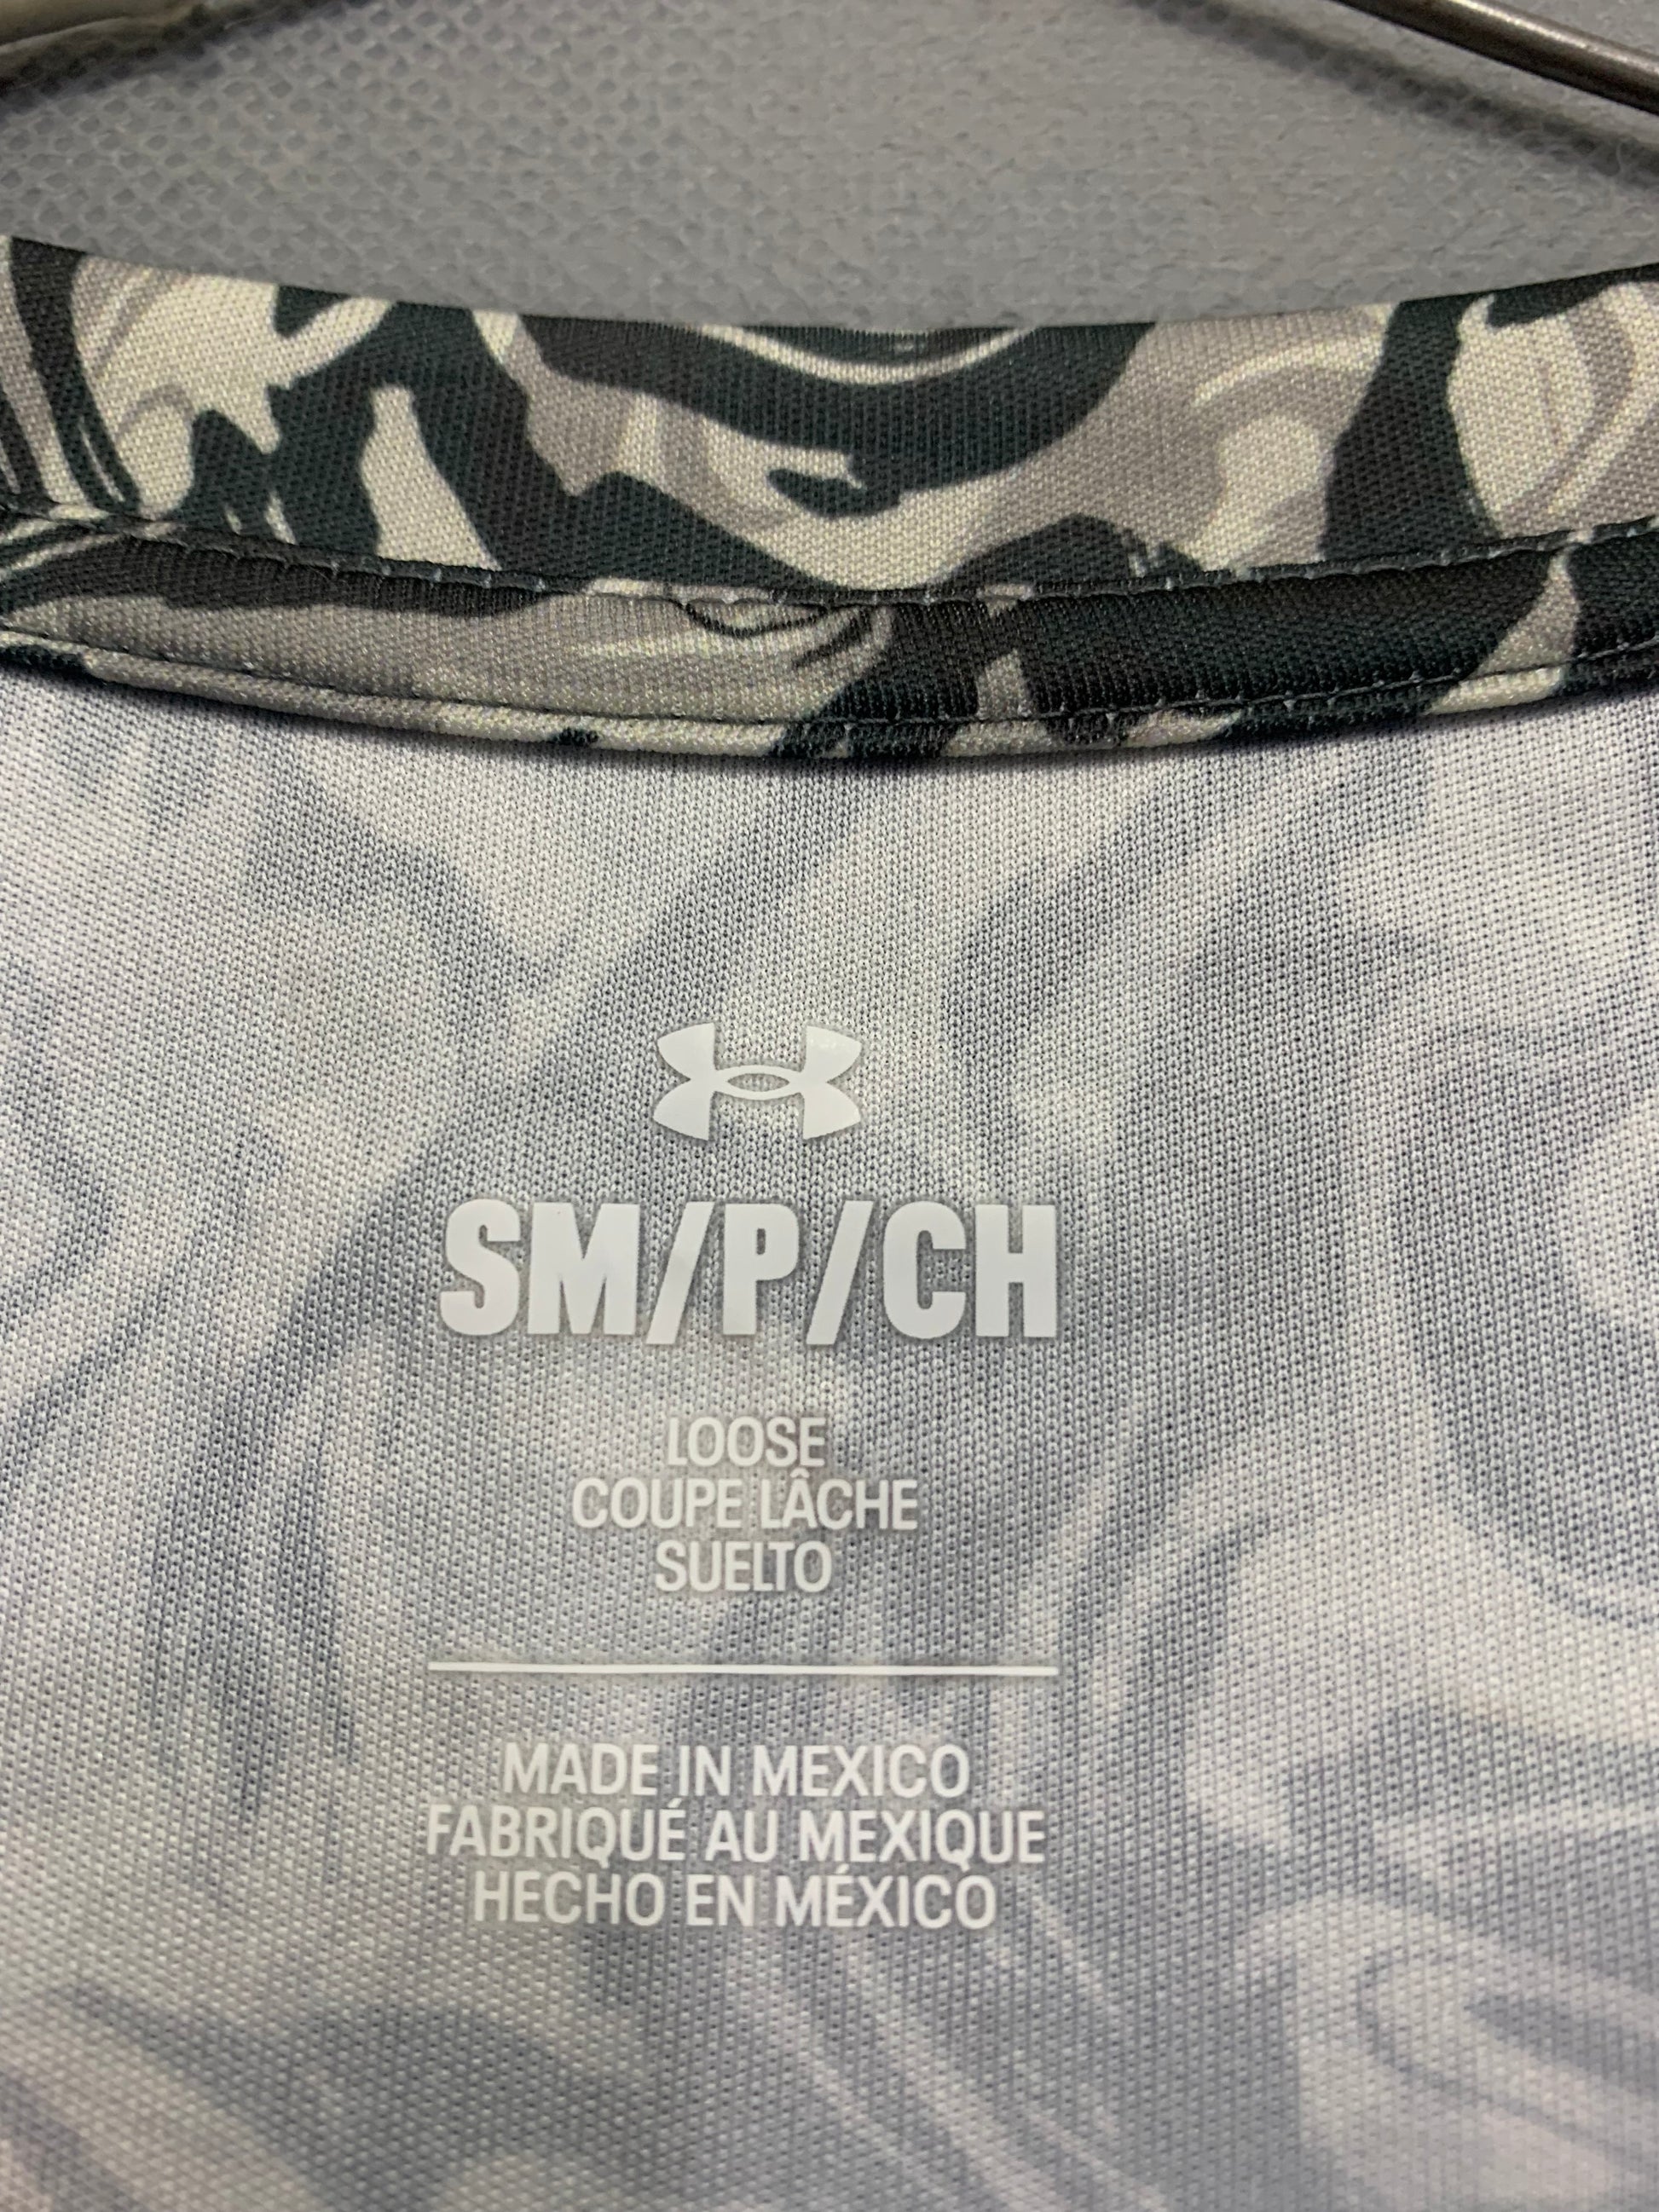 SM/P/CH
LOOSE
COUPE LÂCHE
SUELTO
MADE IN MEXICO
FABRIQUÉ AU MEXIQUE
HECHO EN MÉXICO